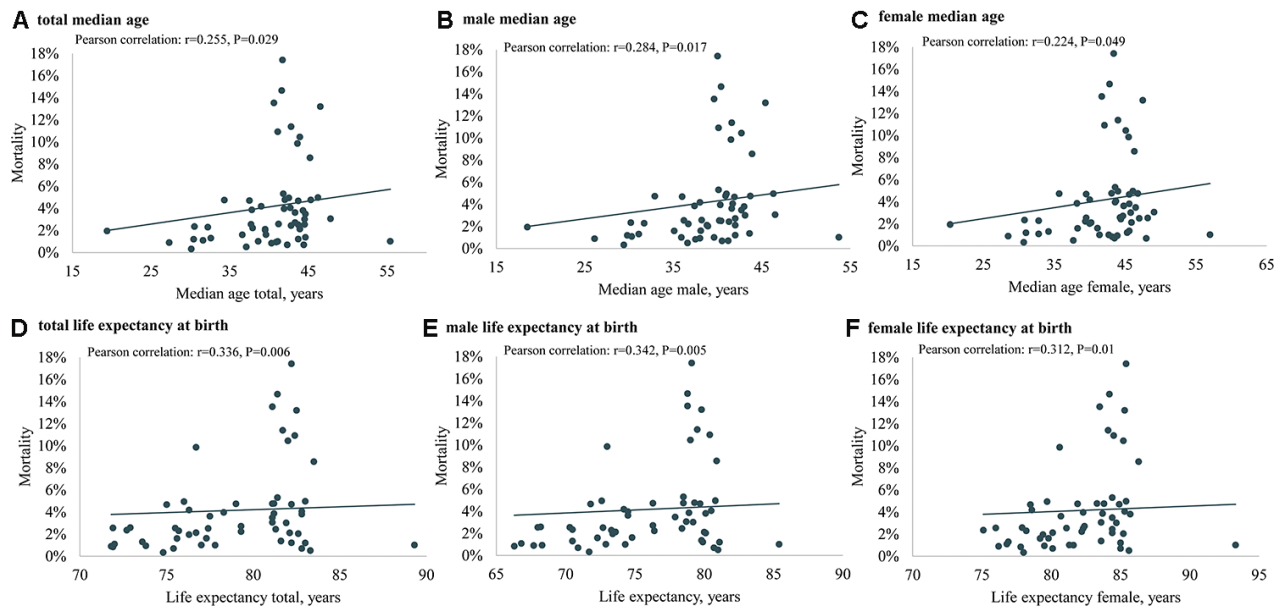 A total median age
Pearson correlation: r=0.255, P=0.029
Mortality
18%
16%
14%
12%
10%
8%
6%
4%
2%
0%
15 25 35 45 55
Median age total, years
B male median age
Pearson correlation: r=0.284, P=0.017
Mortality
18%
16%
14%
12%
10%
8%
6%
4%
2%
0%
15 25 35 45 55
Median age male, years
C female median age
Pearson correlation: r=0.224, P=0.049
Mortality
18%
16%
14%
12%
10%
8%
6%
4%
2%
0%
15 25 35 45 55 65
Median age female, years
D total life expectancy at birth
Pearson correlation: r=0.336, P=0.006
Mortality
18%
16%
14%
12%
10%
8%
6%
4%
2%
0%
70 75 80 85 90
Life expectancy total, years
E male life expectancy at birth
Pearson correlation: r=0.342, P=0.005
Mortality
18%
16%
14%
12%
10%
8%
6%
4%
2%
0%
65 70 75 80 85 90
Life expectancy, years
F female life expectancy at birth
Pearson correlation: r=0.312, P=0.01
Mortality
18%
16%
14%
12%
10%
8%
6%
4%
2%
0%
70 75 80 85 90 95
Life expectancy female, years